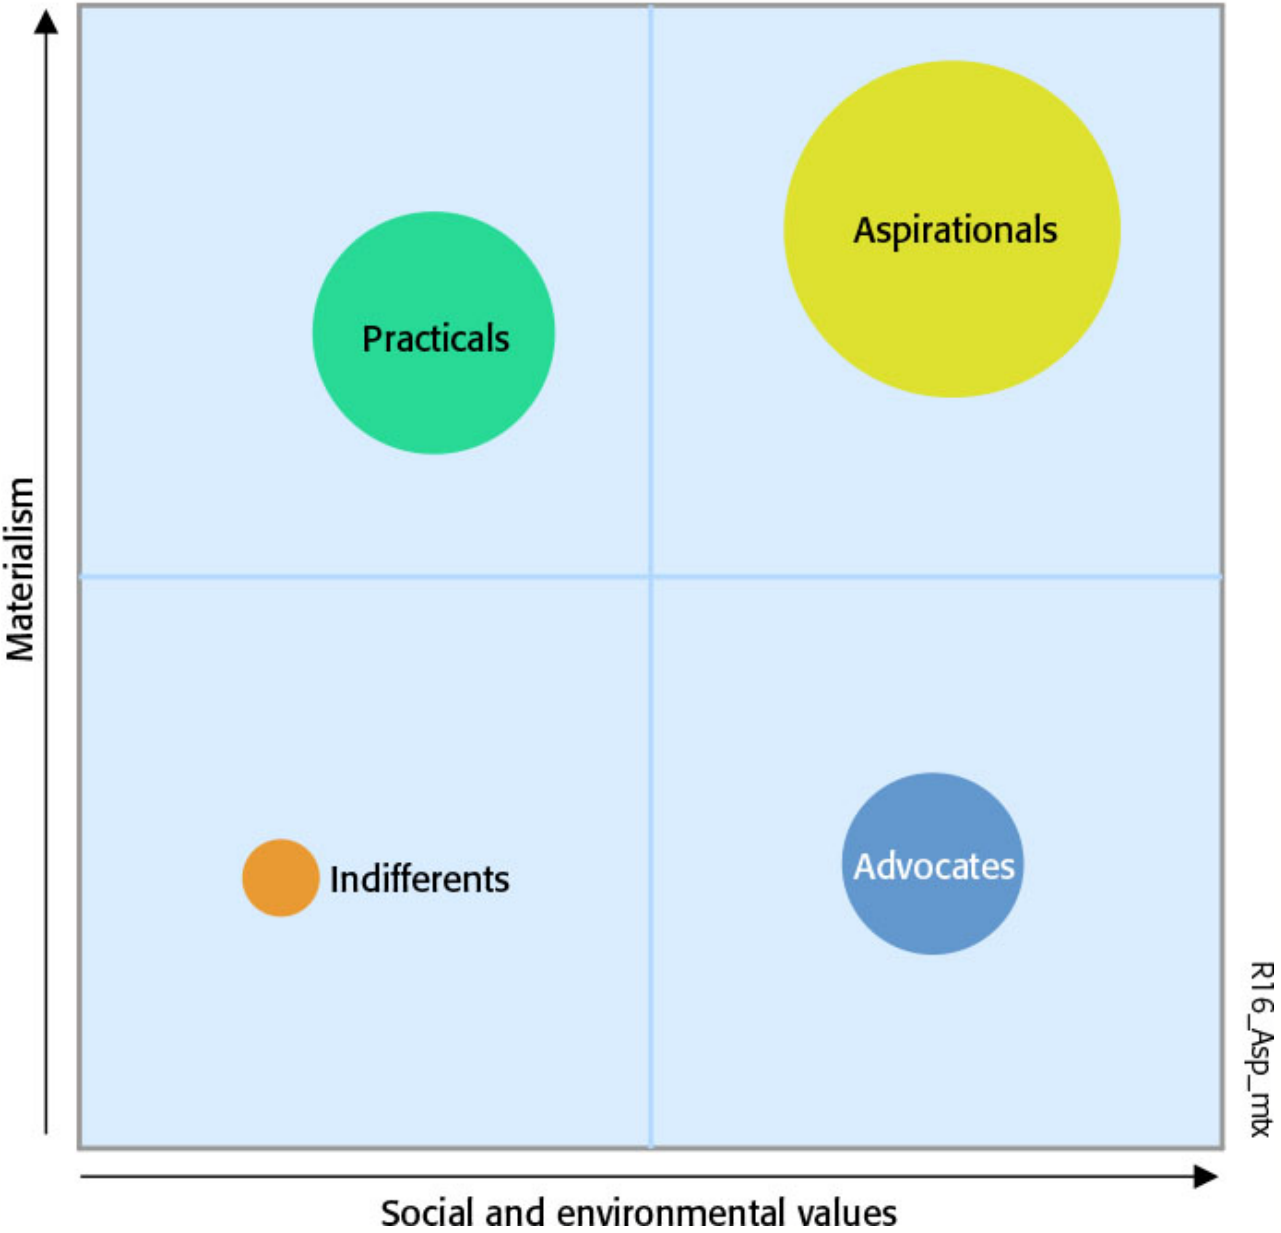 Aspirationals
Practicals
Materialism
Indifferents
Advocates
R16_Asp_mtx
Social and environmental values